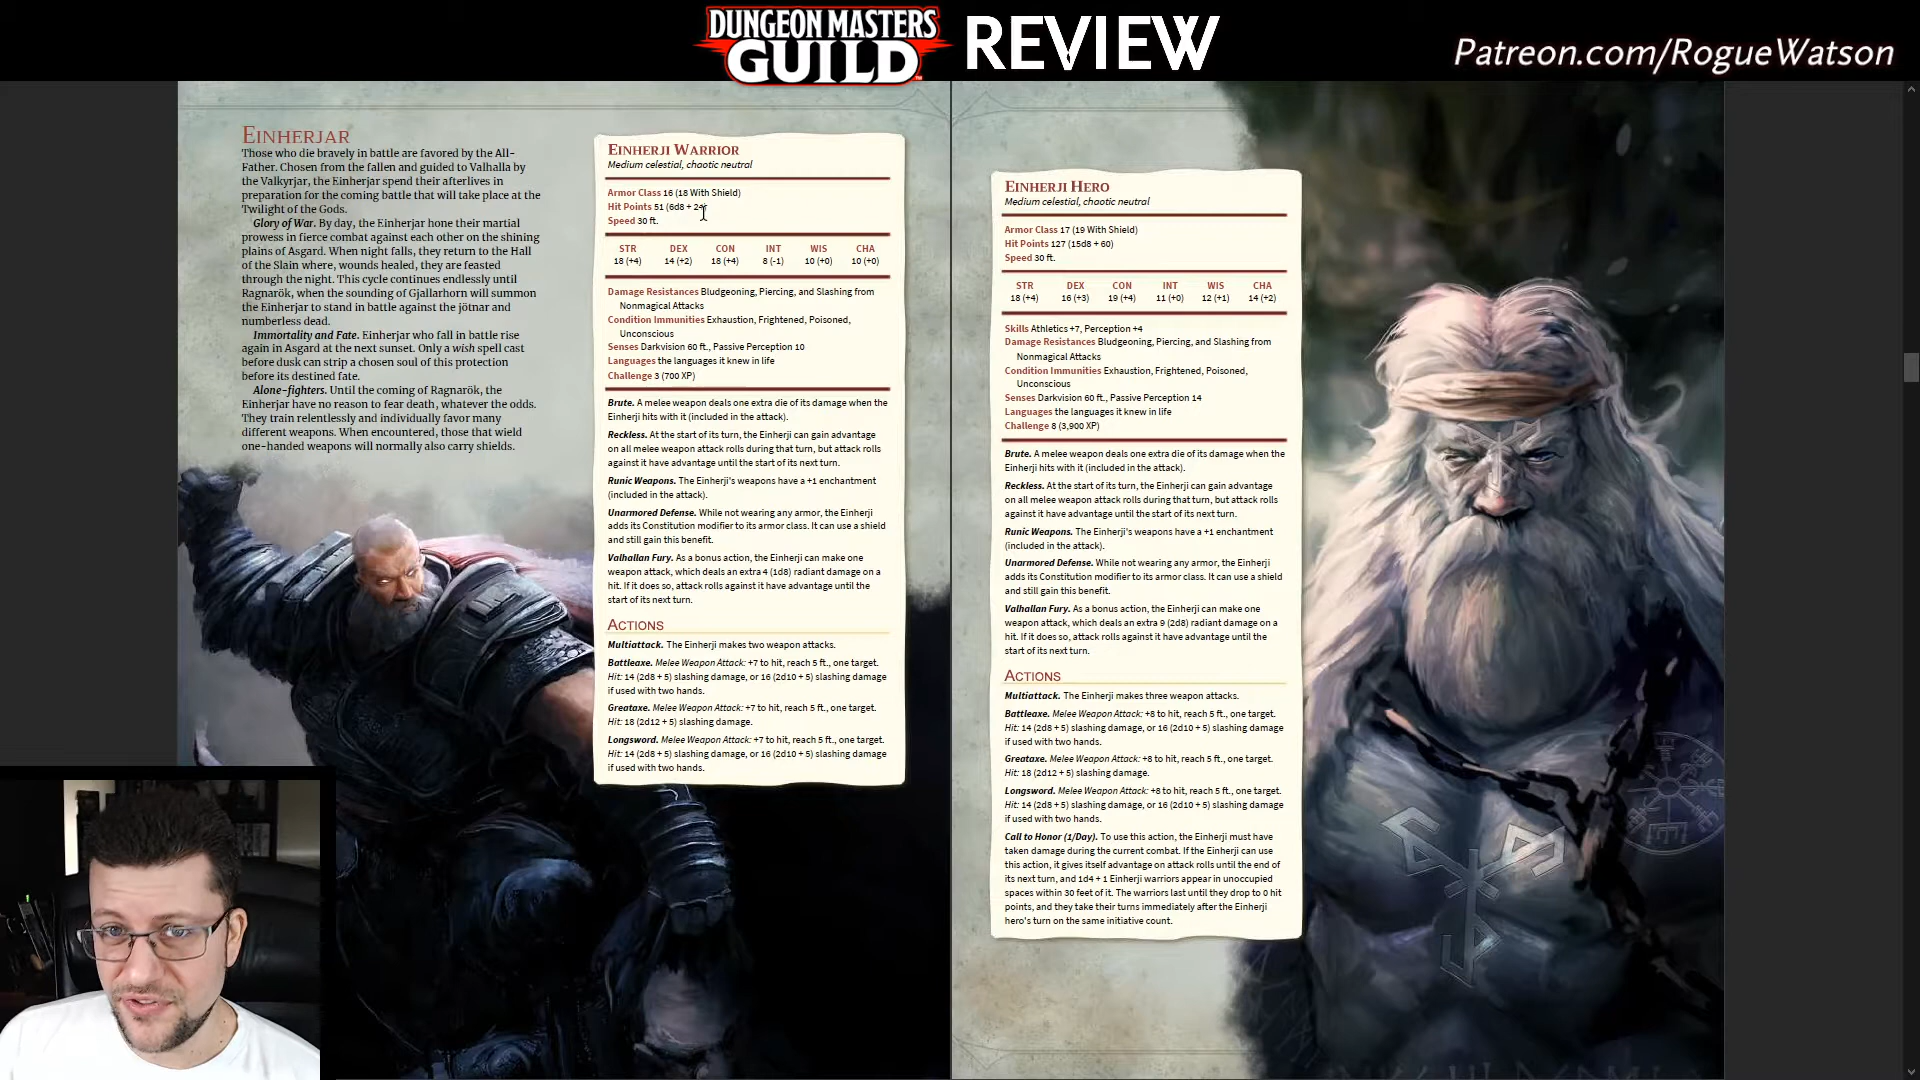 DUNGEON MASTERS
GUILD
REVIEW
Patreon.com/RogueWatson
EINHERJAR
Those who die bravely in battle are favored by the All-
Father. Chosen from the fallen and guided to Valhalla by
the Valkyrjar, the Einherjar spend their afterlives in
preparation for the coming battle that will take place at the
Twilight of the Gods.
Glory of War. By day, the Einherjar hone their martial
prowess in fierce combat against each other on the shining
plains of Asgard. When night falls, they return to the Hall
of the Slain where, wounds healed, they are feasted
through the night. This cycle continues endlessly until
Ragnarök, when the sounding of Gjallarhorn will summon
the Einherjar to stand in battle against the jötnar and
numberless dead.
Immortality and Fate. Einherjar who fall in battle rise
again in Asgard at the next sunset. Only a wish spell cast
before dusk can strip a chosen soul of this protection
before its destined fate.
Alone-fighters. Until the coming of Ragnarök, the
Einherjar have no reason to fear death, whatever the odds.
They train relentlessly and individually favor many
different weapons. When encountered, those that wield
one-handed weapons will normally also carry shields.
EINHERJI WARRIOR
Medium celestial, chaotic neutral
Armor Class 16 (18 With Shield)
Hit Points 51 (6d8 + 24)
Speed 30 ft.
STR DEX CON INT WIS CHA
18 (+4) 14 (+2) 18 (+4) 8 (-1) 10 (+0) 10 (+0)
Damage Resistances Bludgeoning, Piercing, and Slashing from
Nonmagical Attacks
Condition Immunities Exhaustion, Frightened, Poisoned,
Unconscious
Senses Darkvision 60 ft., Passive Perception 10
Languages the languages it knew in life
Challenge 3 (700 XP)
Brute. A melee weapon deals one extra die of its damage when the
Einherji hits with it (included in the attack).
Reckless. At the start of its turn, the Einherji can gain advantage
on all melee weapon attack rolls during that turn, but attack rolls
against it have advantage until the start of its next turn.
Runic Weapons. The Einherji's weapons have a +1 enchantment
(included in the attack).
Unarmored Defense. While not wearing any armor, the Einherji
adds its Constitution modifier to its armor class. It can use a shield
and still gain this benefit.
Valhallan Fury. As a bonus action, the Einherji can make one
weapon attack, which deals an extra 4 (1d8) radiant damage on a
hit. If it does so, attack rolls against it have advantage until the
start of its next turn.
ACTIONS
Multiattack. The Einherji makes two weapon attacks.
Battleaxe. Melee Weapon Attack: +7 to hit, reach 5 ft., one target.
Hit: 14 (2d8 + 5) slashing damage, or 16 (2d10 + 5) slashing damage
if used with two hands.
Greataxe. Melee Weapon Attack: +7 to hit, reach 5 ft., one target.
Hit: 18 (2d12 + 5) slashing damage.
Longsword. Melee Weapon Attack: +7 to hit, reach 5 ft., one target.
Hit: 14 (2d8 + 5) slashing damage, or 16 (2d10 + 5) slashing damage
if used with two hands.
EINHERJI HERO
Medium celestial, chaotic neutral
Armor Class 17 (19 With Shield)
Hit Points 127 (15d8 + 60)
Speed 30 ft.
STR DEX CON INT WIS CHA
18 (+4) 16 (+3) 19 (+4) 11 (+0) 12 (+1) 14 (+2)
Skills Athletics +7, Perception +4
Damage Resistances Bludgeoning, Piercing, and Slashing from
Nonmagical Attacks
Condition Immunities Exhaustion, Frightened, Poisoned,
Unconscious
Senses Darkvision 60 ft., Passive Perception 14
Languages the languages it knew in life
Challenge 8 (3,900 XP)
Brute. A melee weapon deals one extra die of its damage when the
Einherji hits with it (included in the attack).
Reckless. At the start of its turn, the Einherji can gain advantage
on all melee weapon attack rolls during that turn, but attack rolls
against it have advantage until the start of its next turn.
Runic Weapons. The Einherji's weapons have a +1 enchantment
(included in the attack).
Unarmored Defense. While not wearing any armor, the Einherji
adds its Constitution modifier to its armor class. It can use a shield
and still gain this benefit.
Valhallan Fury. As a bonus action, the Einherji can make one
weapon attack, which deals an extra 9 (2d8) radiant damage on a
hit. If it does so, attack rolls against it have advantage until the
start of its next turn.
ACTIONS
Multiattack. The Einherji makes three weapon attacks.
Battleaxe. Melee Weapon Attack: +8 to hit, reach 5 ft., one target.
Hit: 14 (2d8 + 5) slashing damage, or 16 (2d10 + 5) slashing damage
if used with two hands.
Greataxe. Melee Weapon Attack: +8 to hit, reach 5 ft., one target.
Hit: 18 (2d12 + 5) slashing damage.
Longsword. Melee Weapon Attack: +8 to hit, reach 5 ft., one target.
Hit: 14 (2d8 + 5) slashing damage, or 16 (2d10 + 5) slashing damage
if used with two hands.
Call to Honor (1/Day). To use this action, the Einherji must have
taken damage during the current combat. If the Einherji can use
this action, it gives itself advantage on attack rolls until the end of
its next turn, and 1d4 + 1 Einherji warriors appear in unoccupied
spaces within 30 feet of it. The warriors last until they drop to 0 hit
points, and they take their turns immediately after the Einherji
hero's turn on the same initiative count.